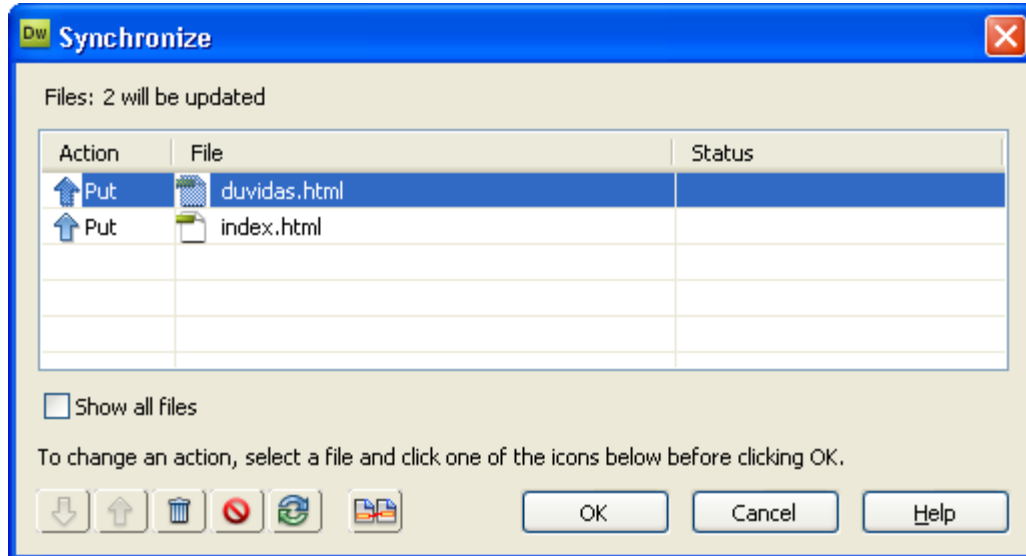 Dw Synchronize
Files: 2 will be updated
Action File Status
Put duvidas.html
Put index.html
Show all files
To change an action, select a file and click one of the icons below before clicking OK.
OK Cancel Help